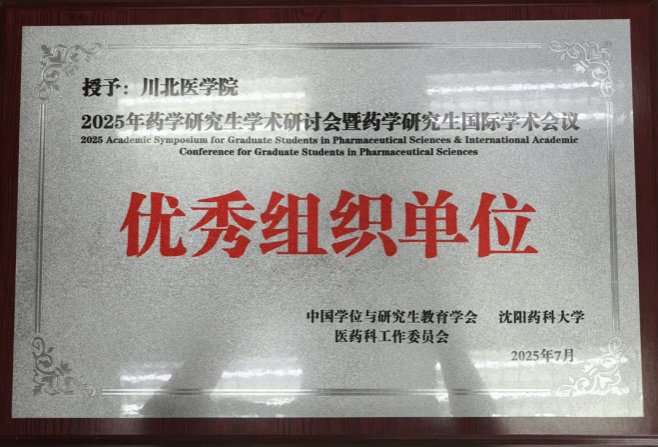 授予：川北医学院
2025年药学研究生学术研讨会暨药学研究生国际学术会议
2025 Academic Symposium for Graduate Students in Pharmaceutical Sciences & International Academic
Conference for Graduate Students in Pharmaceutical Sciences
优秀组织单位
中国学位与研究生教育学会 沈阳药科大学
医药科工作委员会
2025年7月